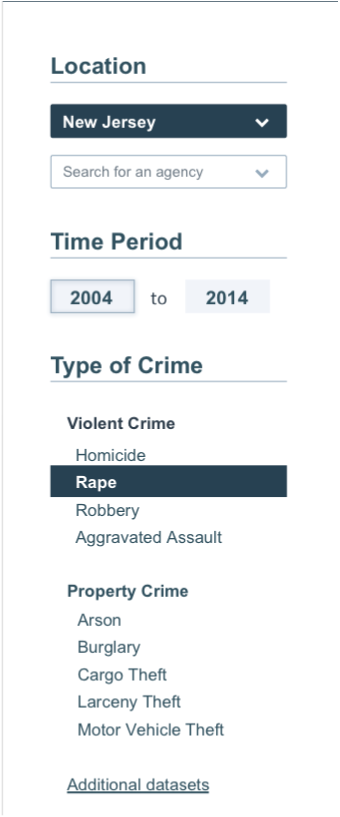 Location
New Jersey
Search for an agency
Time Period
2004 to 2014
Type of Crime
Violent Crime
Homicide
Rape
Robbery
Aggravated Assault
Property Crime
Arson
Burglary
Cargo Theft
Larceny Theft
Motor Vehicle Theft
Additional datasets